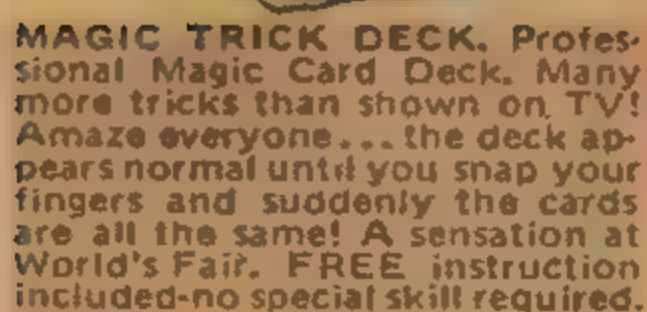 MAGIC TRICK DECK. Profes-
sional Magic Card Deck. Many
more tricks than shown on TV!
Amaze everyone... the deck ap-
pears normal until you snap your
fingers and suddenly the cards
are all the same! A sensation at
World's Fair. FREE instruction
included-no special skill required.